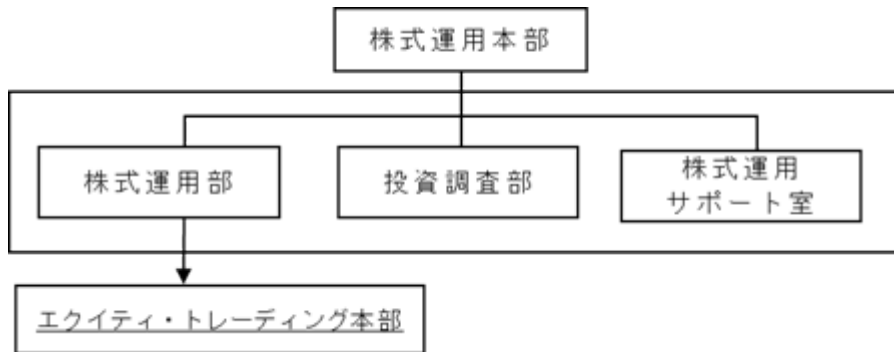 株式運用本部
株式運用部
投資調査部
株式運用
サポート室
エクイティ・トレーディング本部